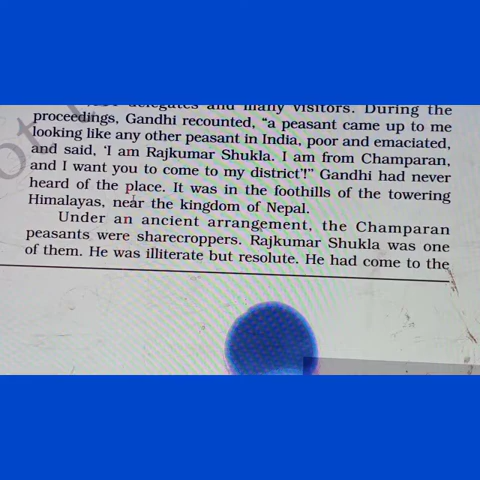 delegates and many visitors. During the
proceedings, Gandhi recounted, "a peasant came up to me
looking like any other peasant in India, poor and emaciated,
and said, 'I am Rajkumar Shukla. I am from Champaran,
and I want you to come to my district'!" Gandhi had never
heard of the place. It was in the foothills of the towering
Himalayas, near the kingdom of Nepal.
Under an ancient arrangement, the Champaran
peasants were sharecroppers. Rajkumar Shukla was one
of them. He was illiterate but resolute. He had come to the